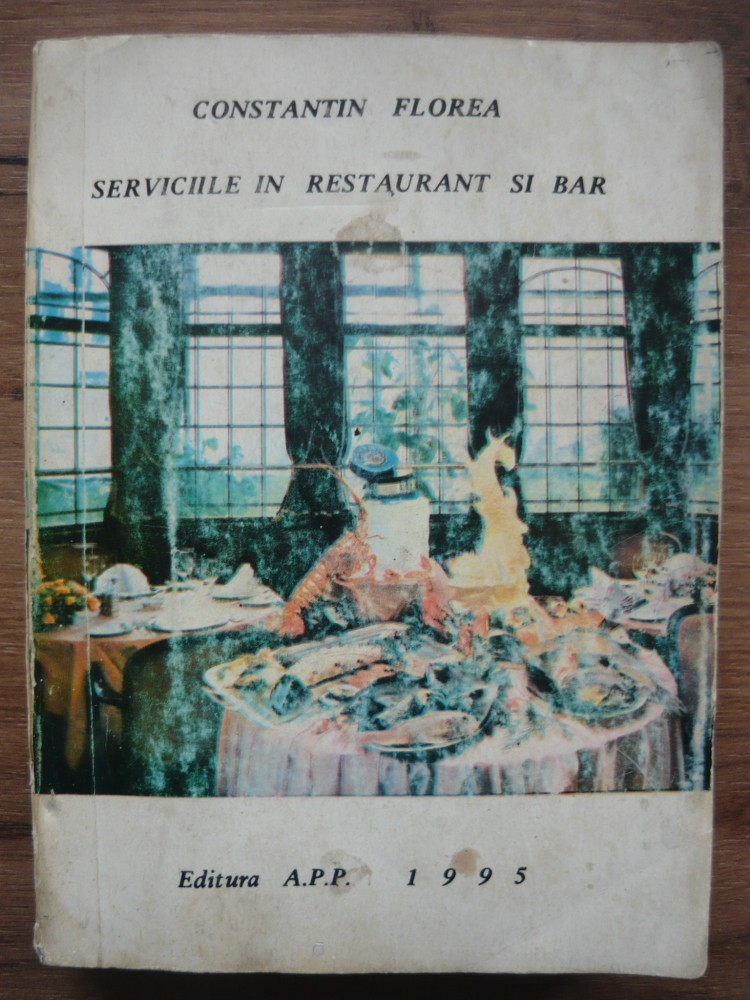 CONSTANTIN FLOREA
SERVICIILE IN RESTAURANT SI BAR
Editura A.P.P. 1995